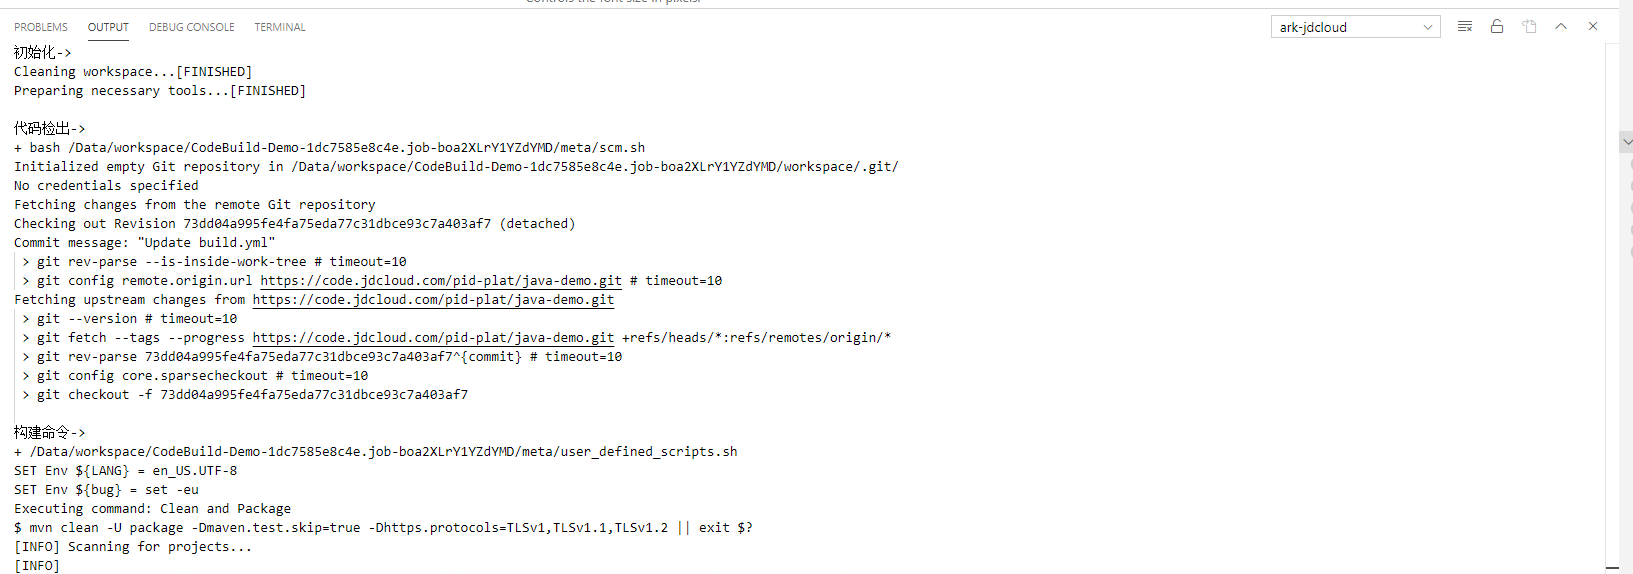 Controls the font size in pixels.
PROBLEMS OUTPUT DEBUG CONSOLE TERMINAL ark-jdcloud
初始化->
Cleaning workspace...[FINISHED]
Preparing necessary tools...[FINISHED]
代码检出->
+ bash /Data/workspace/CodeBuild-Demo-1dc7585e8c4e.job-boa2XLrY1YZdYMD/meta/scm.sh
Initialized empty Git repository in /Data/workspace/CodeBuild-Demo-1dc7585e8c4e.job-boa2XLrY1YZdYMD/workspace/.git/
No credentials specified
Fetching changes from the remote Git repository
Checking out Revision 73dd04a995fe4fa75eda77c31dbce93c7a403af7 (detached)
Commit message: "Update build.yml"
> git rev-parse --is-inside-work-tree # timeout=10
> git config remote.origin.url https://code.jdcloud.com/pid-plat/java-demo.git # timeout=10
Fetching upstream changes from https://code.jdcloud.com/pid-plat/java-demo.git
> git --version # timeout=10
> git fetch --tags --progress https://code.jdcloud.com/pid-plat/java-demo.git +refs/heads/*:refs/remotes/origin/*
> git rev-parse 73dd04a995fe4fa75eda77c31dbce93c7a403af7^{commit} # timeout=10
> git config core.sparsecheckout # timeout=10
> git checkout -f 73dd04a995fe4fa75eda77c31dbce93c7a403af7
构建命令->
+ /Data/workspace/CodeBuild-Demo-1dc7585e8c4e.job-boa2XLrY1YZdYMD/meta/user_defined_scripts.sh
SET Env ${LANG} = en_US.UTF-8
SET Env ${bug} = set -eu
Executing command: Clean and Package
$ mvn clean -U package -Dmaven.test.skip=true -Dhttps.protocols=TLSv1,TLSv1.1,TLSv1.2 || exit $?
[INFO] Scanning for projects...
[INFO]